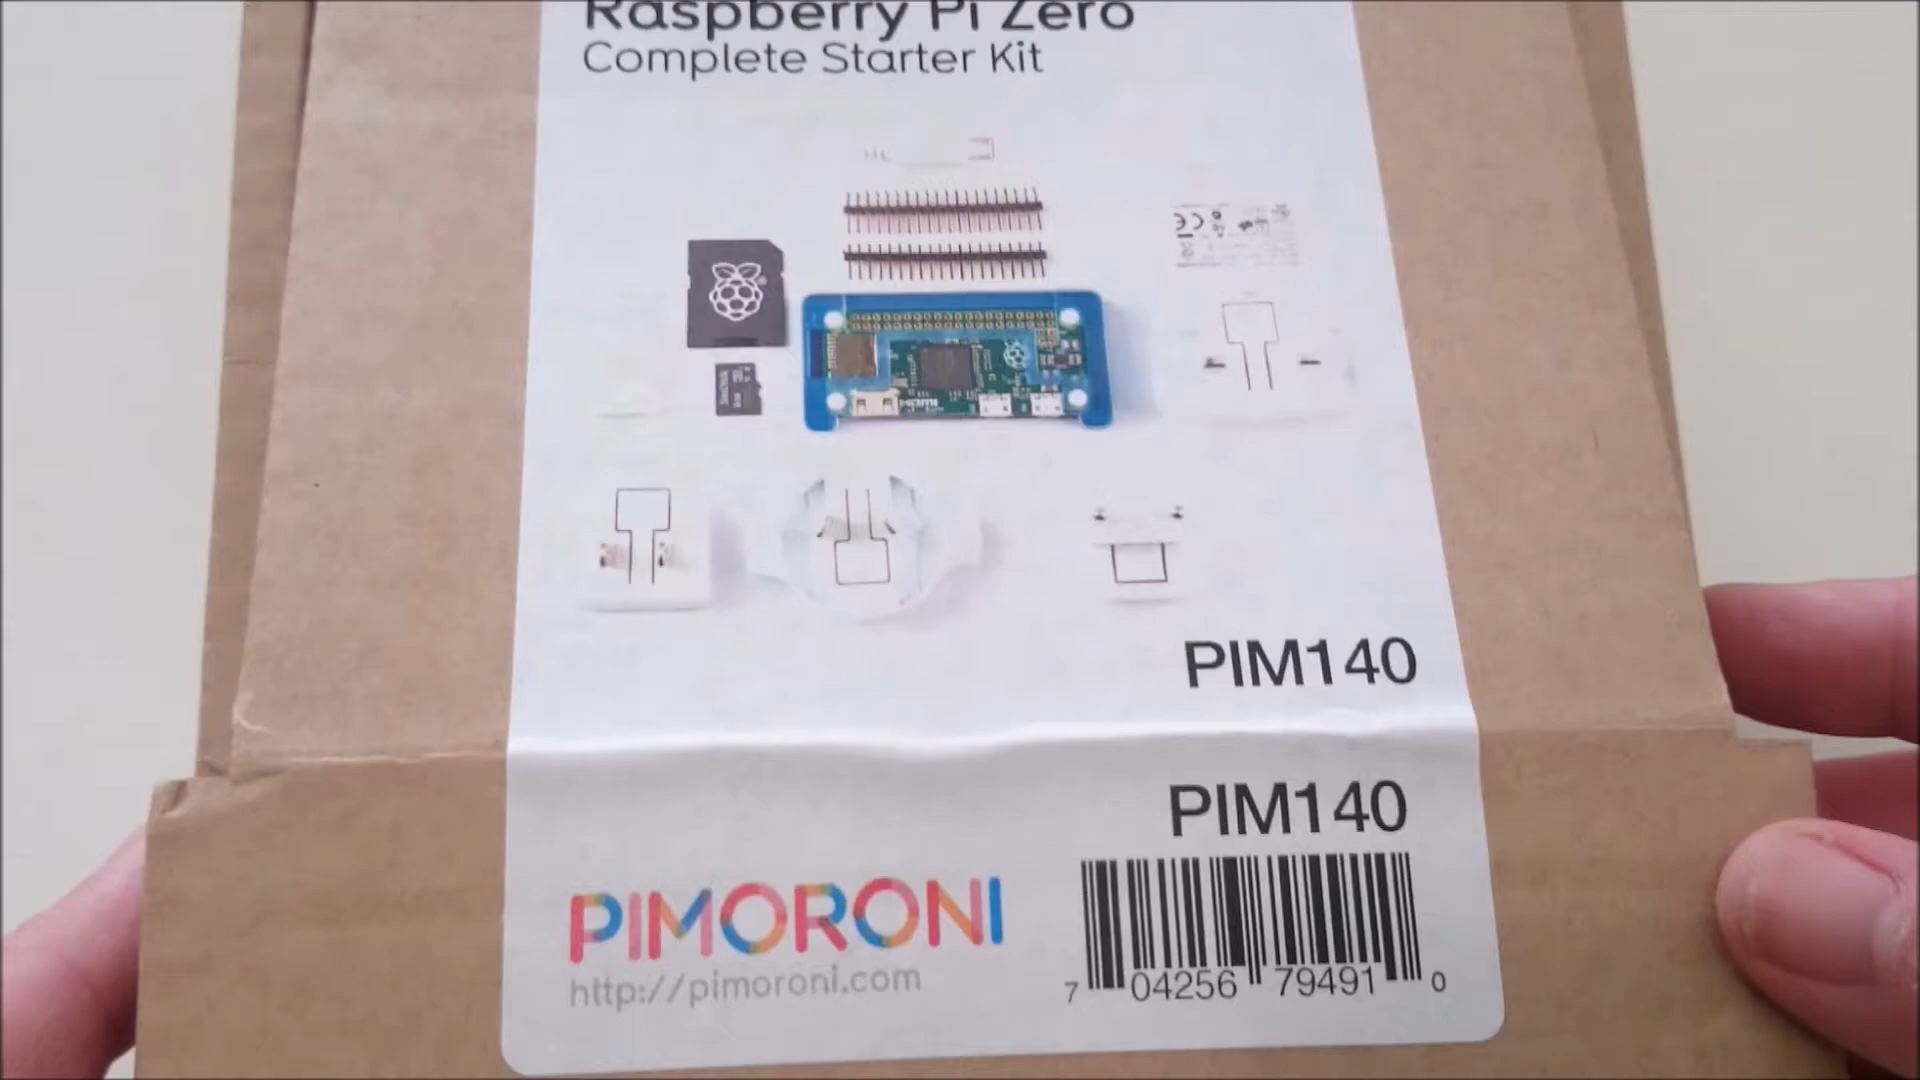 Raspberry Pi Zero
Complete Starter Kit
PIM140
PIM140
PIMORONI
http://pimoroni.com
7 04256 79491 0